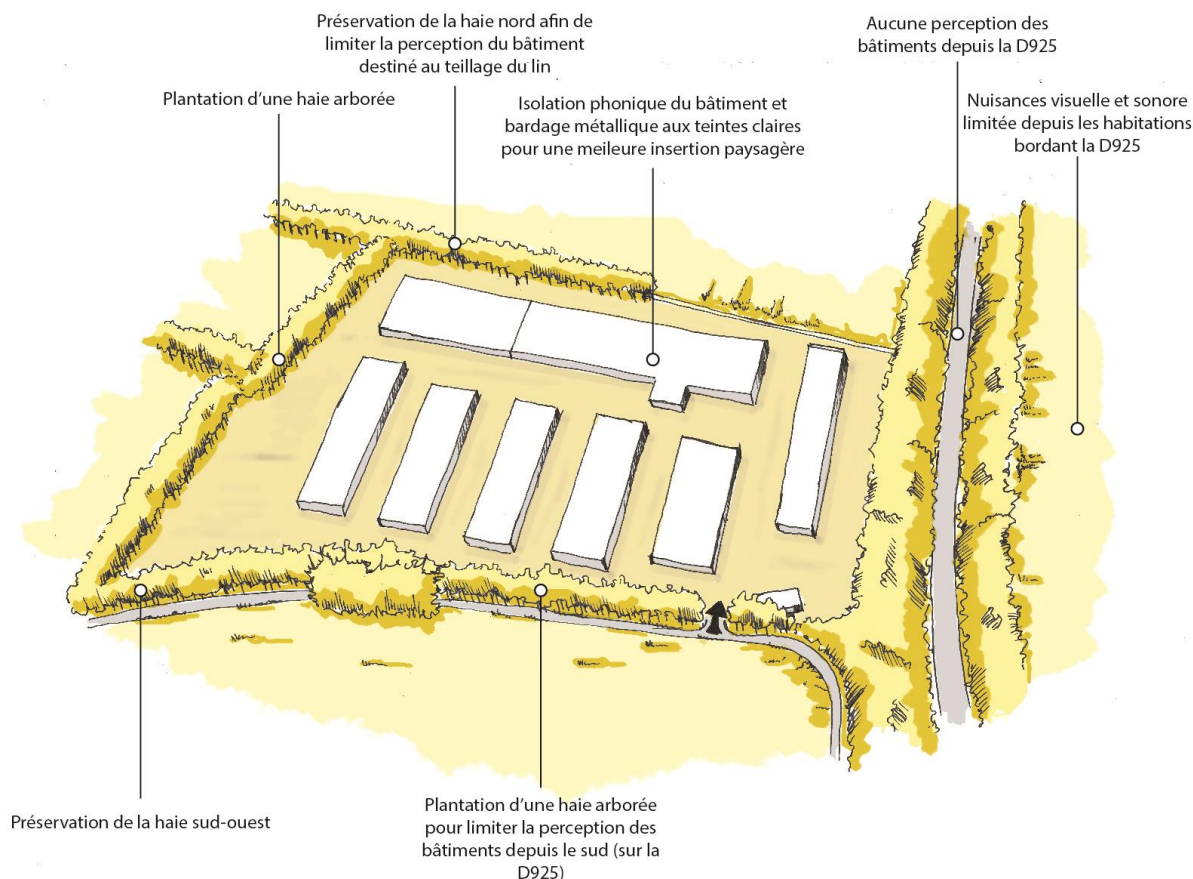 Préservation de la haie nord afin de
limiter la perception du bâtiment
destiné au teillage du lin
Aucune perception des
bâtiments depuis la D925
Plantation d'une haie arborée
Isolation phonique du bâtiment et
bardage métallique aux teintes claires
pour une meileure insertion paysagère
Nuisances visuelle et sonore
limitée depuis les habitations
bordant la D925
Préservation de la haie sud-ouest
Plantation d'une haie arborée
pour limiter la perception des
bâtiments depuis le sud (sur la
D925)